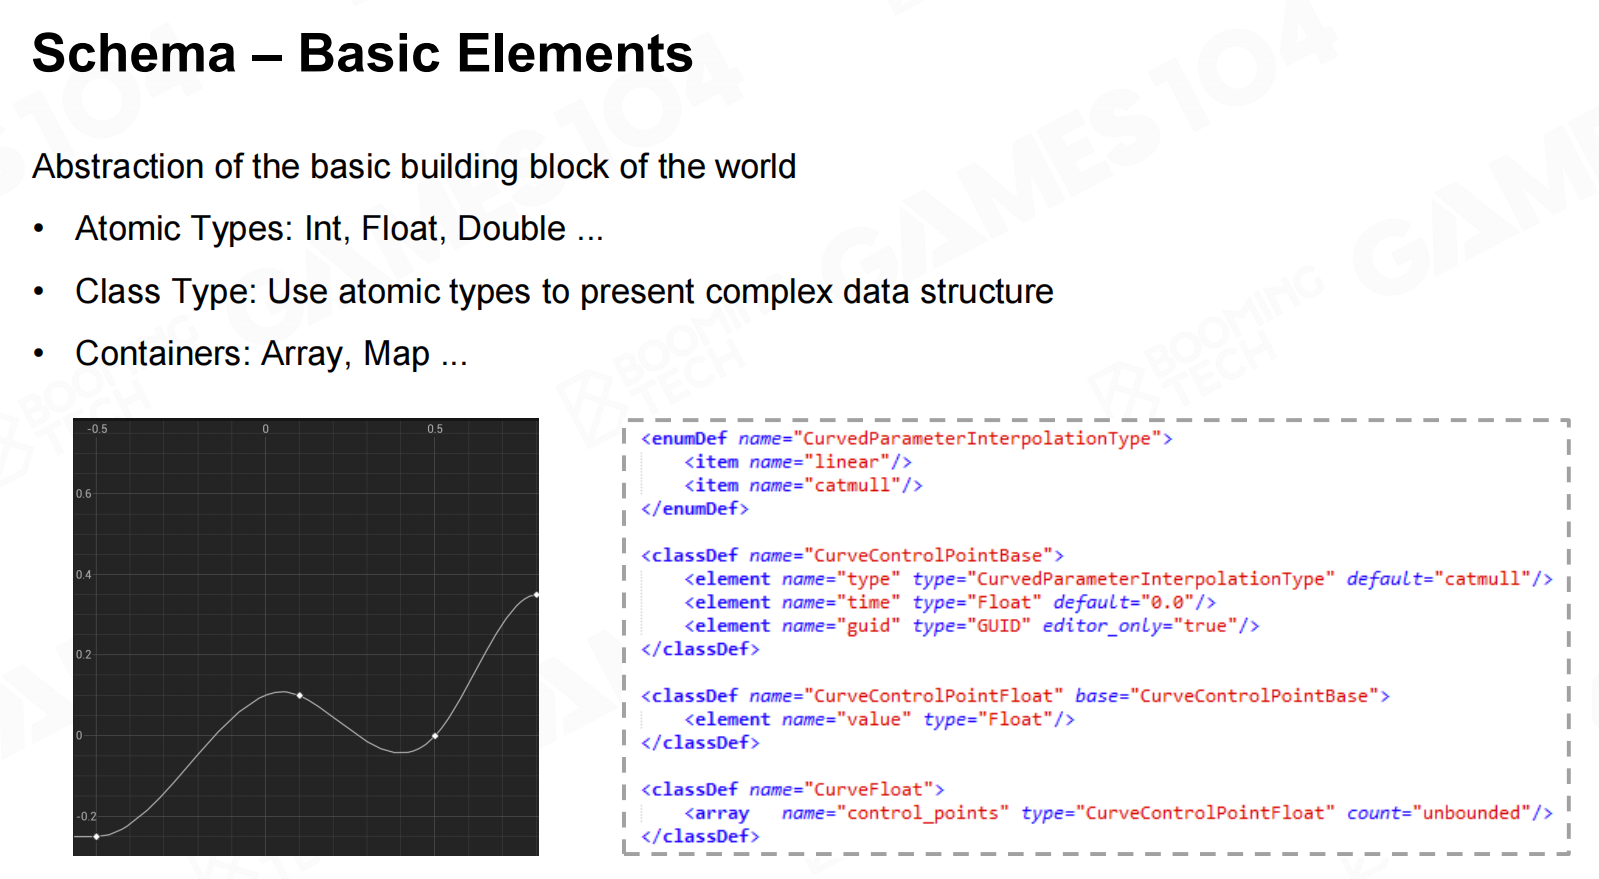 Schema – Basic Elements
Abstraction of the basic building block of the world
• Atomic Types: Int, Float, Double ...
• Class Type: Use atomic types to present complex data structure
• Containers: Array, Map ...
-0.5 0 0.5
0.6
0.4
0.2
0
-0.2
<enumDef name="CurvedParameterInterpolationType">
    <item name="linear"/>
    <item name="catmull"/>
</enumDef>
<classDef name="CurveControlPointBase">
    <element name="type" type="CurvedParameterInterpolationType" default="catmull"/>
    <element name="time" type="Float" default="0.0"/>
    <element name="guid" type="GUID" editor_only="true"/>
</classDef>
<classDef name="CurveControlPointFloat" base="CurveControlPointBase">
    <element name="value" type="Float"/>
</classDef>
<classDef name="CurveFloat">
    <array   name="control_points" type="CurveControlPointFloat" count="unbounded"/>
</classDef>
GAMES104
BOOMING
TECH